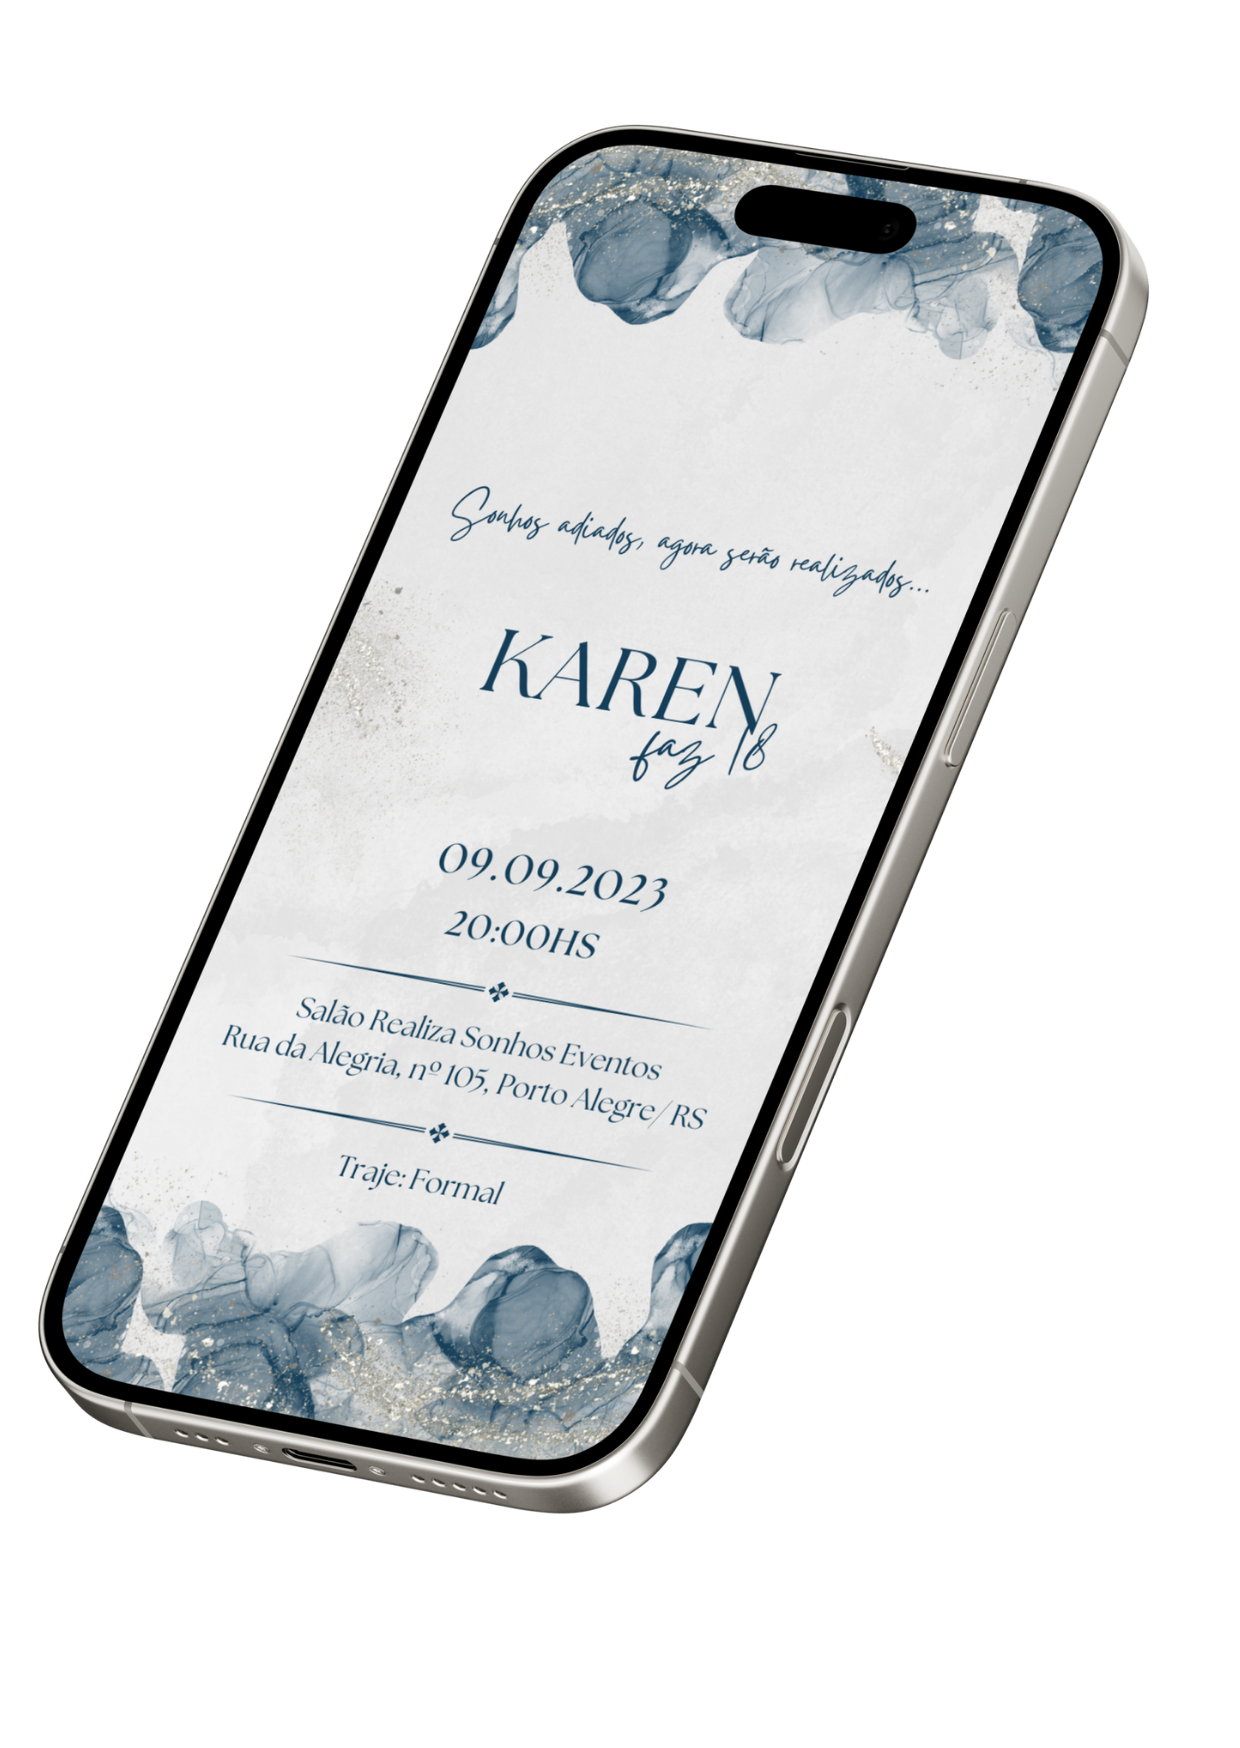 Sonhos adiados, agora serão realizados...
KAREN
faz 18
09.09.2023
20:00HS
Salão Realiza Sonhos Eventos
Rua da Alegria, nº 105, Porto Alegre/RS
Traje: Formal